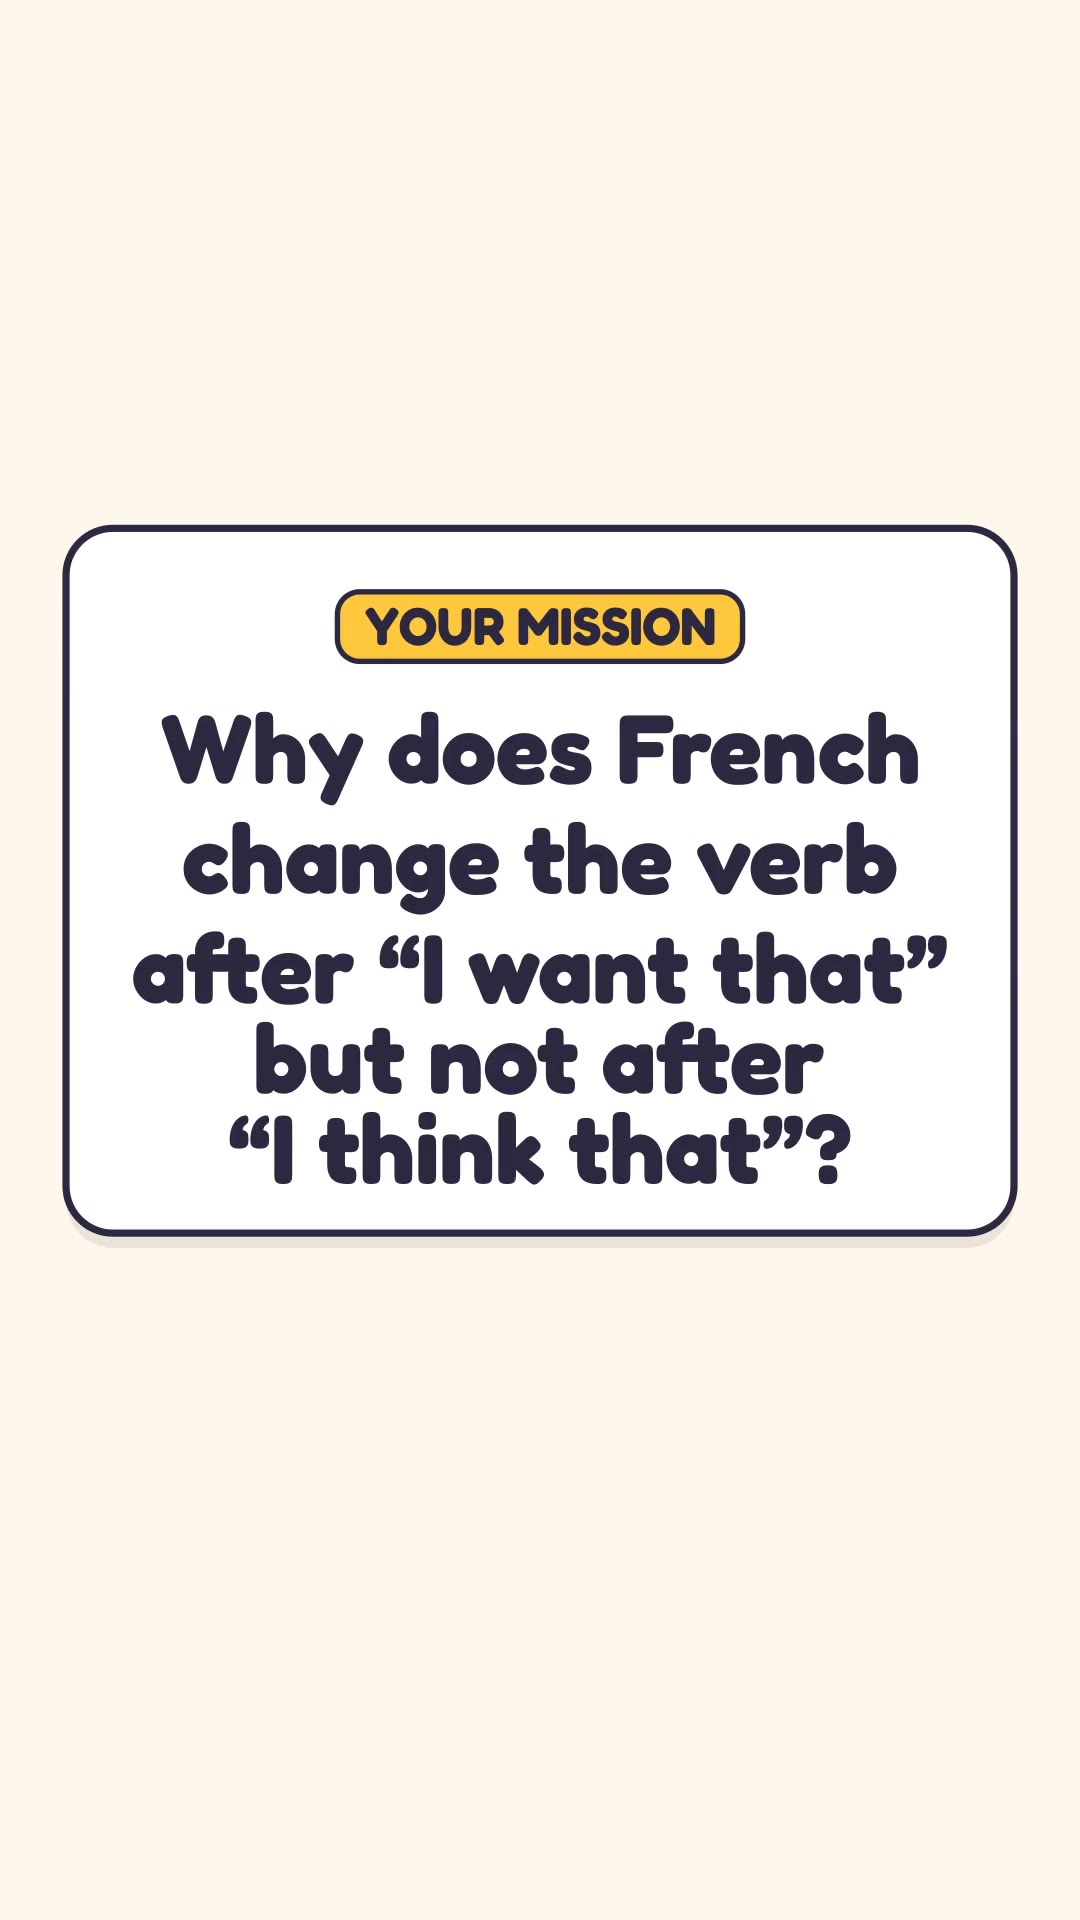 YOUR MISSION
Why does French
change the verb
after “I want that”
but not after
“I think that”?